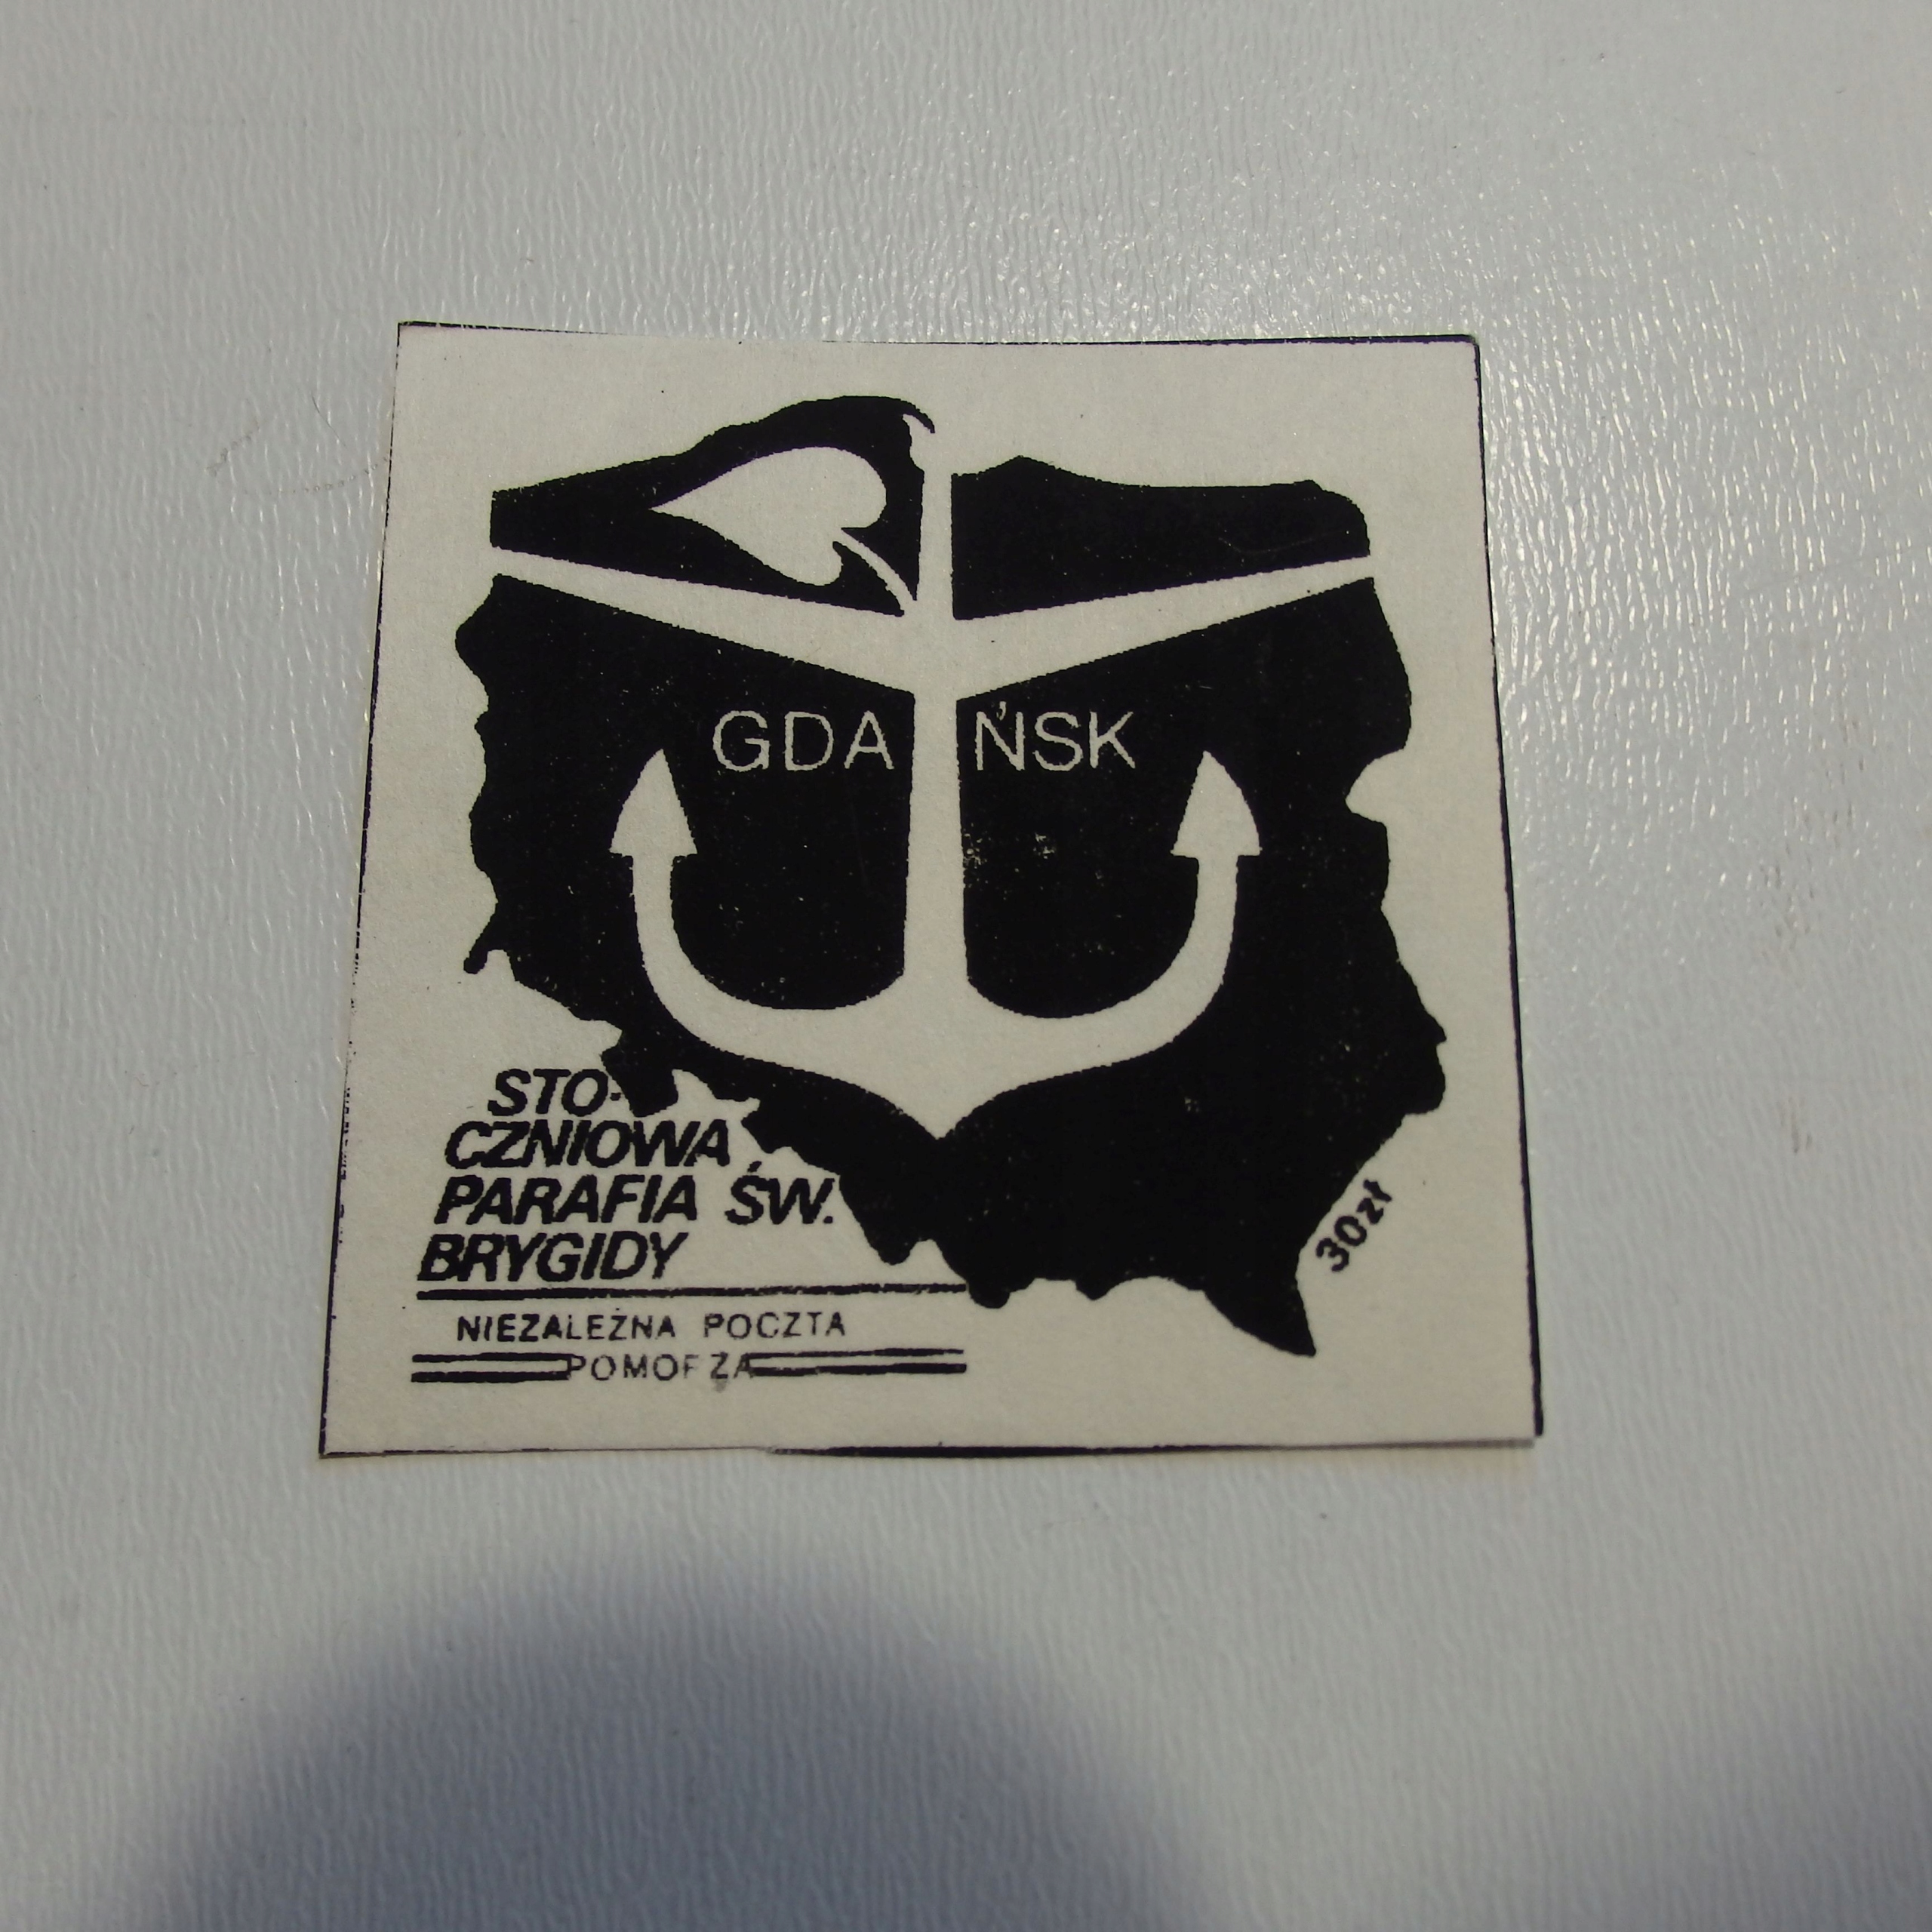 GDAŃSK
STO-
CZNIOWA
PARAFIA ŚW.
BRYGIDY
30zł
NIEZALEŻNA POCZTA
POMORZA